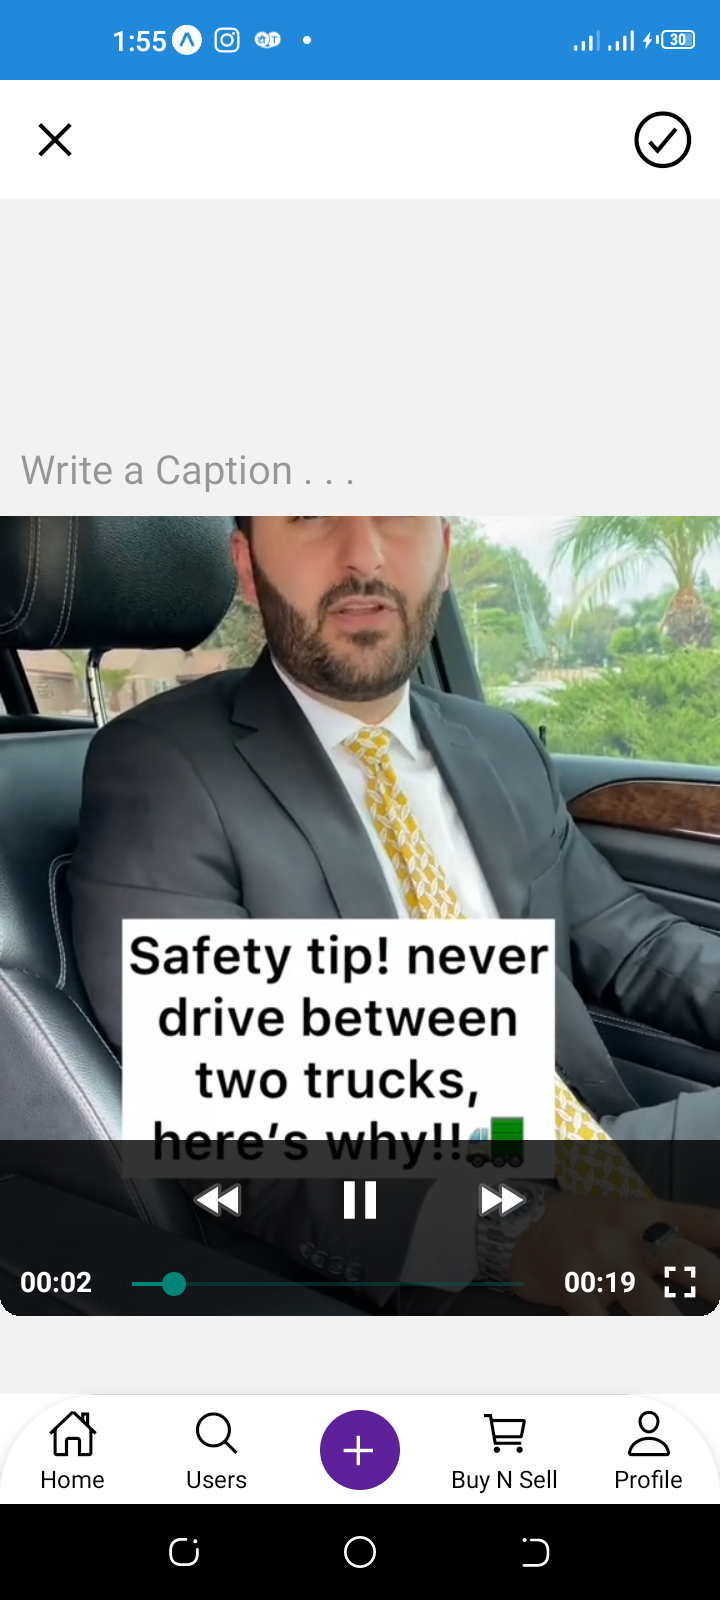 1:55
30
Write a Caption . . .
Safety tip! never
drive between
two trucks,
here's why!!🚛
00:02
00:19
Home
Users
Buy N Sell
Profile